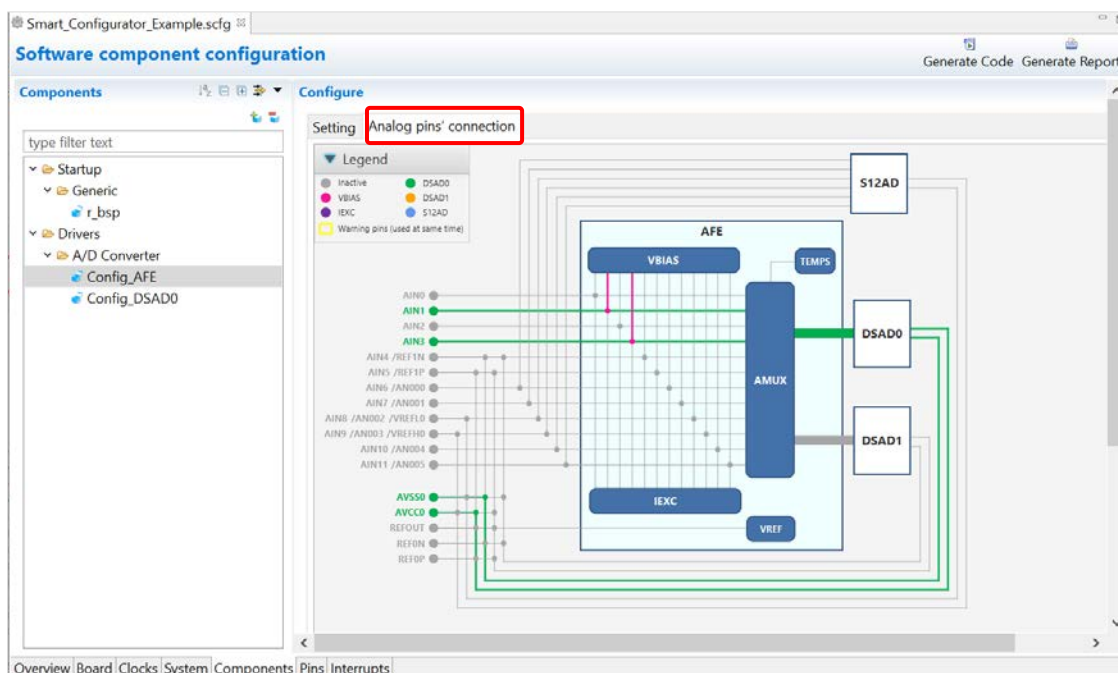 Smart_Configurator_Example.scfg
Software component configuration
Generate Code Generate Report
Components
Configure
type filter text
Startup
Generic
r_bsp
Drivers
A/D Converter
Config_AFE
Config_DSAD0
Setting Analog pins' connection
Legend
Inactive DSAD0
VBIAS DSAD1
IEXC S12AD
Warning pins (used at same time)
S12AD
AFE
VBIAS
TEMPS
AIN0
AIN1
AIN2
AIN3
AIN4 /REF1N
AIN5 /REF1P
AIN6 /AN000
AIN7 /AN001
AIN8 /AN002 /VREFL0
AIN9 /AN003 /VREFH0
AIN10 /AN004
AIN11 /AN005
AMUX
DSAD0
DSAD1
AVSS0
AVCC0
REFOUT
REF0N
REF0P
IEXC
VREF
Overview Board Clocks System Components Pins Interrupts